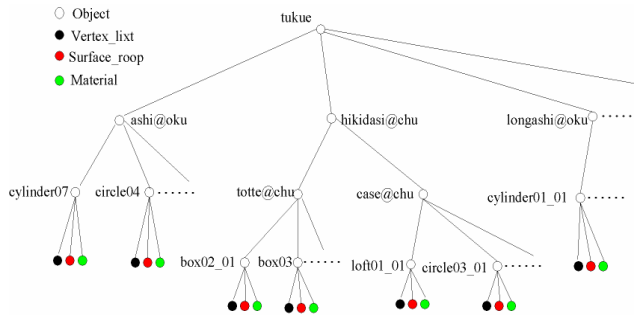 Object
tukue
Vertex_lixt
Surface_roop
Material
ashi@oku
hikidasi@chu
longashi@oku
cylinder07
circle04
totte@chu
case@chu
cylinder01_01
box02_01
box03
loft01_01
circle03_01